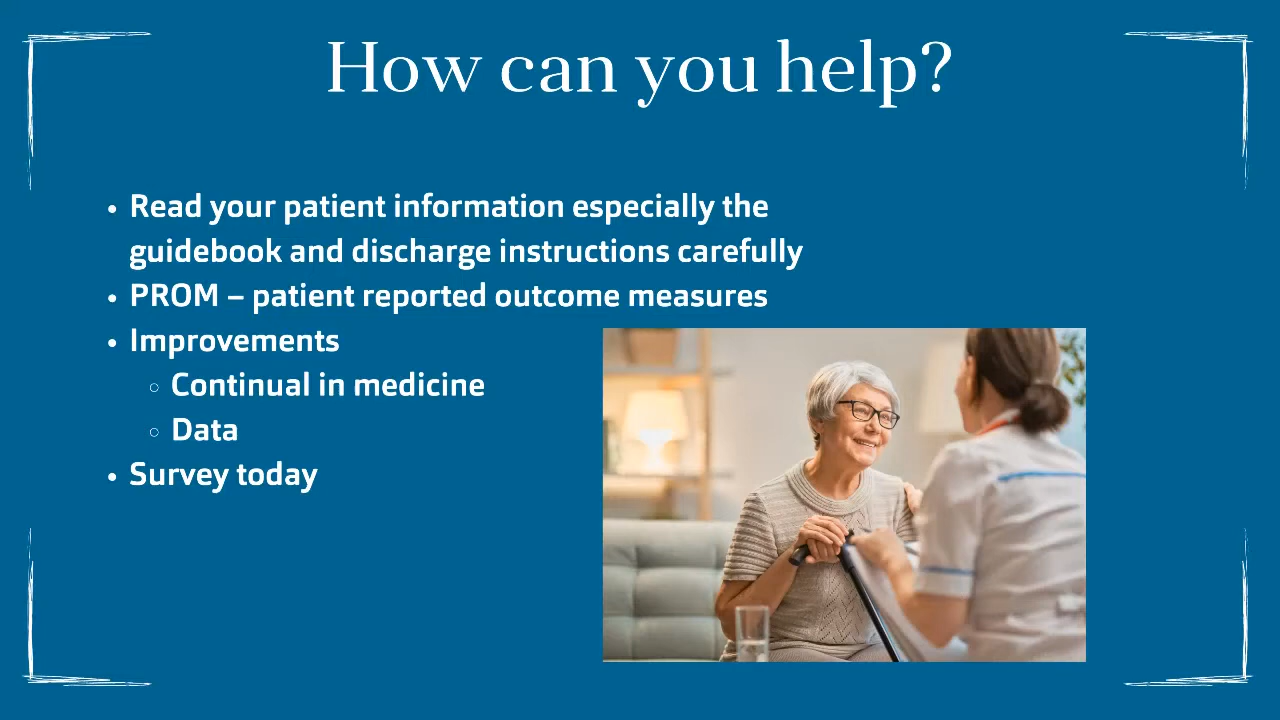 How can you help?
• Read your patient information especially the
guidebook and discharge instructions carefully
• PROM – patient reported outcome measures
• Improvements
◦ Continual in medicine
◦ Data
• Survey today